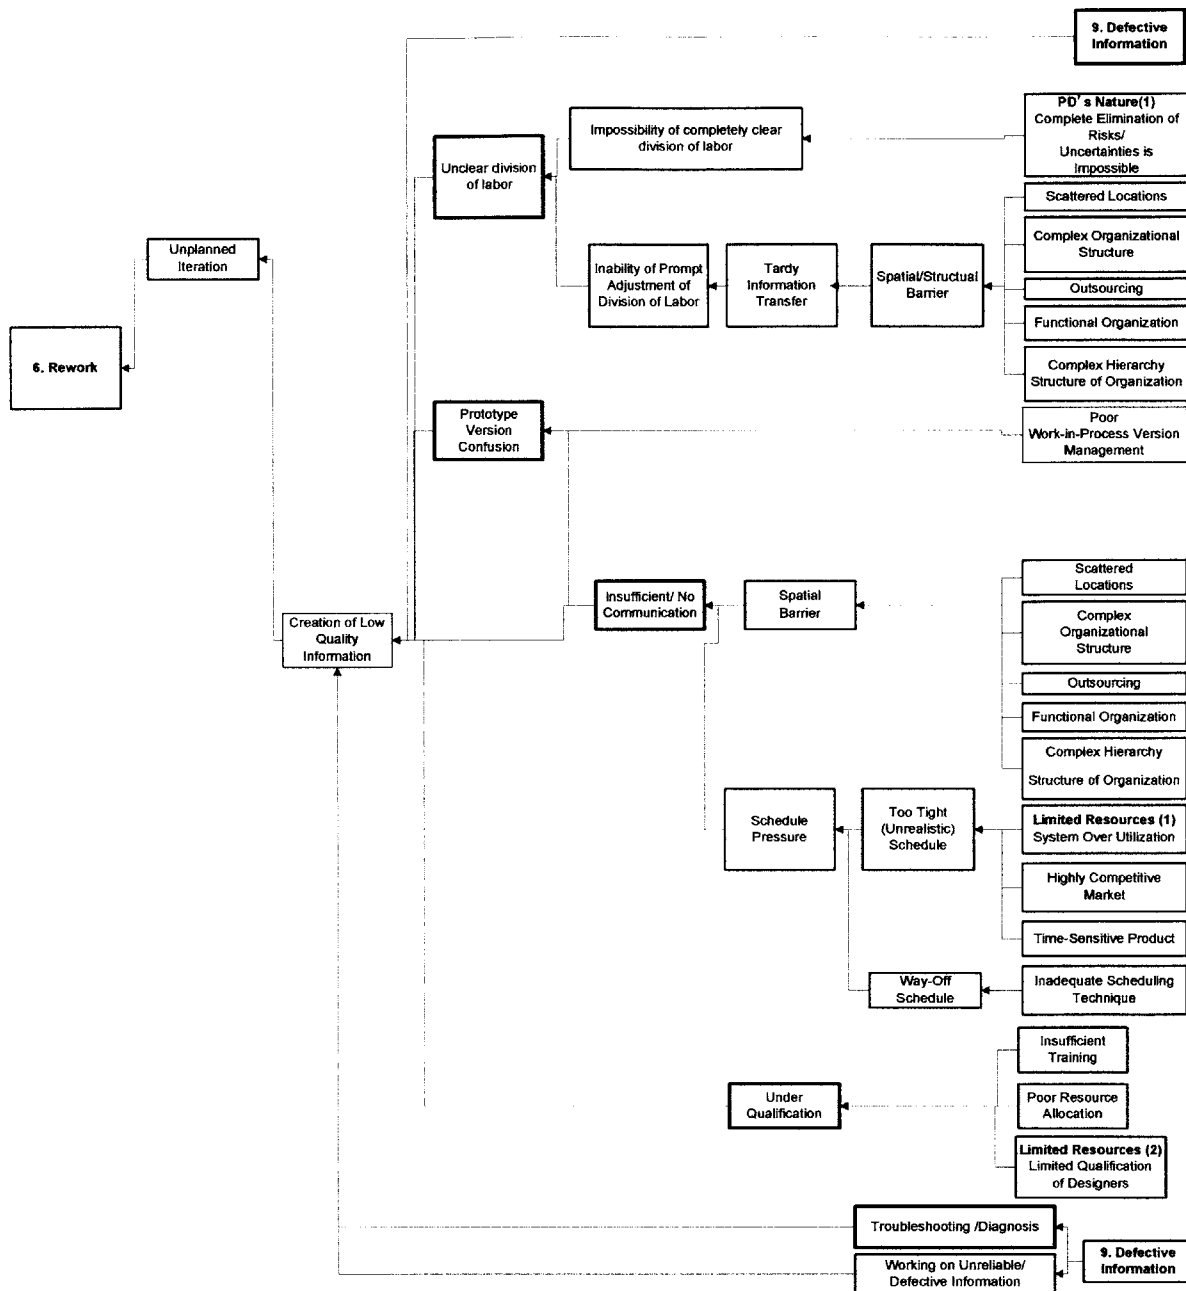 9. Defective
Information
PD's Nature(1)
Complete Elimination of
Risks/
Uncertainties is
Impossible
Impossibility of completely clear
division of labor
Unclear division
of labor
Scattered Locations
Complex Organizational
Structure
Unplanned
Iteration
Inability of Prompt
Adjustment of
Division of Labor
Tardy
Information
Transfer
Spatial/Structual
Barrier
Outsourcing
Functional Organization
6. Rework
Complex Hierarchy
Structure of Organization
Prototype
Version
Confusion
Poor
Work-in-Process Version
Management
Scattered
Locations
Insufficient/ No
Communication
Spatial
Barrier
Creation of Low
Quality
Information
Complex
Organizational
Structure
Outsourcing
Functional Organization
Complex Hierarchy
Structure of Organization
Schedule
Pressure
Too Tight
(Unrealistic)
Schedule
Limited Resources (1)
System Over Utilization
Highly Competitive
Market
Time-Sensitive Product
Way-Off
Schedule
Inadequate Scheduling
Technique
Insufficient
Training
Under
Qualification
Poor Resource
Allocation
Limited Resources (2)
Limited Qualification
of Designers
Troubleshooting /Diagnosis
Working on Unreliable/
Defective Information
9. Defective
Information